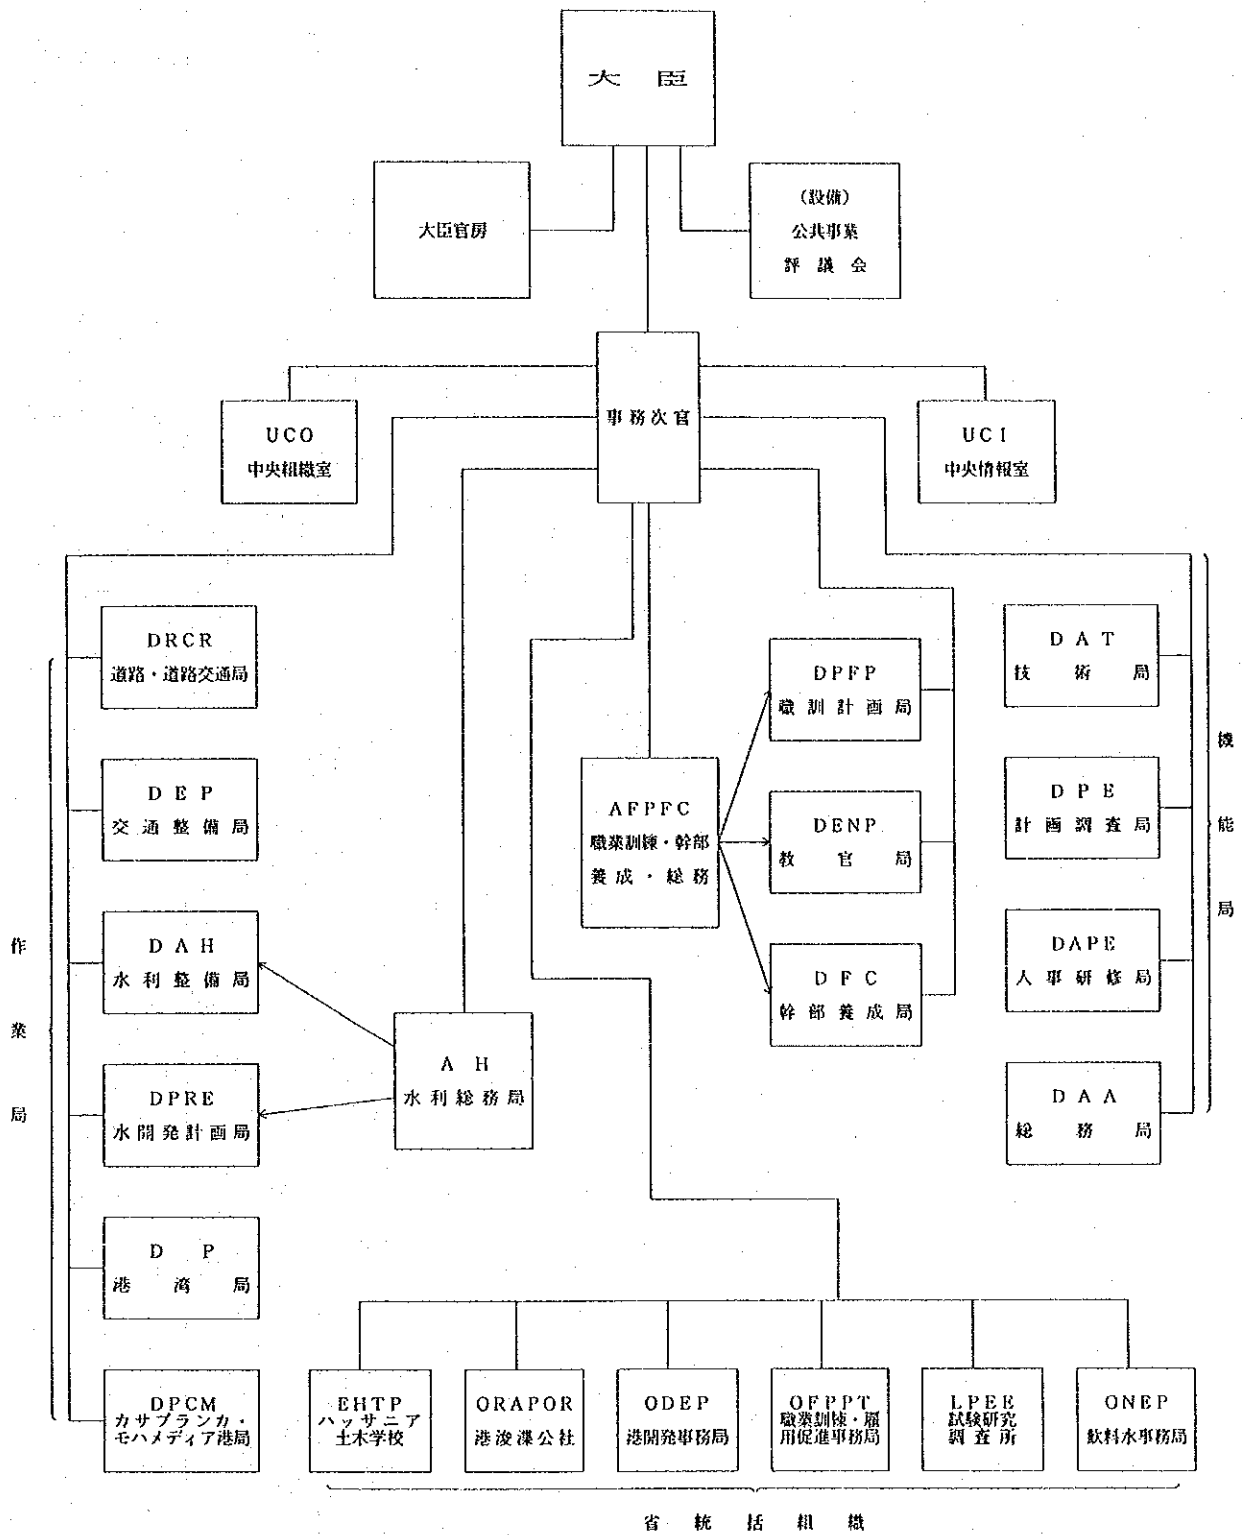 大臣
大臣官房
(設備)
公共事業
評議会
事務次官
UCO
中央組織室
UCI
中央情報室
DRCR
道路・道路交通局
DEP
交通整備局
DAH
水利整備局
DPRE
水開発計画局
DP
港湾局
DPCM
カサブランカ・
モハメディア港局
作業局
AH
水利総務局
AFPFC
職業訓練・幹部
養成・総務
DPFP
職訓計画局
DENP
教官局
DFC
幹部養成局
DAT
技術局
DPE
計画調査局
DAPE
人事研修局
DAA
総務局
機能局
EHTP
ハッサニア
土木学校
ORAPOR
港浚渫公社
ODEP
港開発事務局
OFPPT
職業訓練・雇
用促進事務局
LPEE
試験研究
調査所
ONEP
飲料水事務局
省統括組織